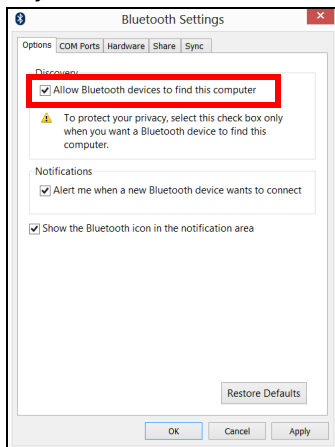 Bluetooth Settings
Options COM Ports Hardware Share Sync
Discovery
Allow Bluetooth devices to find this computer
To protect your privacy, select this check box only
when you want a Bluetooth device to find this
computer.
Notifications
Alert me when a new Bluetooth device wants to connect
Show the Bluetooth icon in the notification area
Restore Defaults
OK Cancel Apply